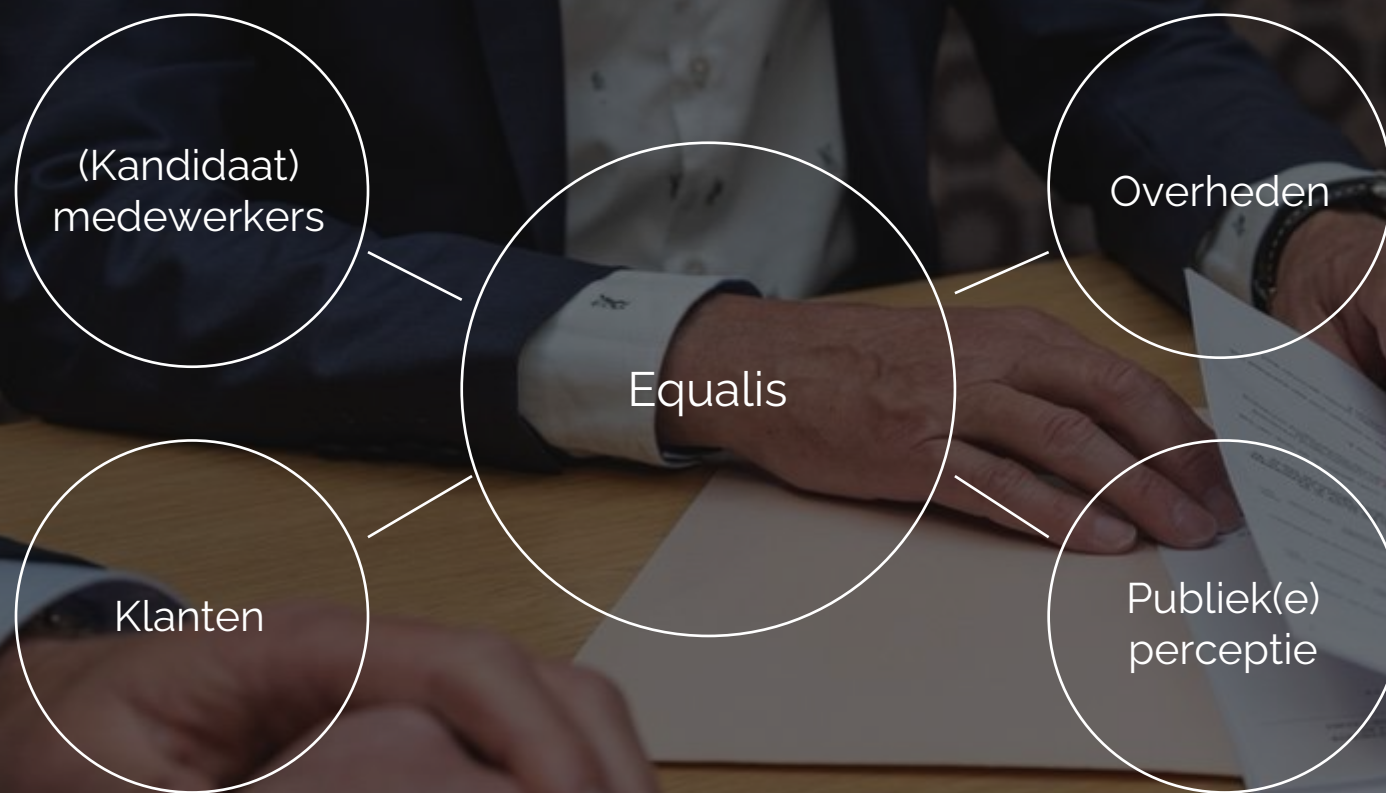 (Kandidaat)
medewerkers
Overheden
Equalis
Klanten
Publiek(e)
perceptie